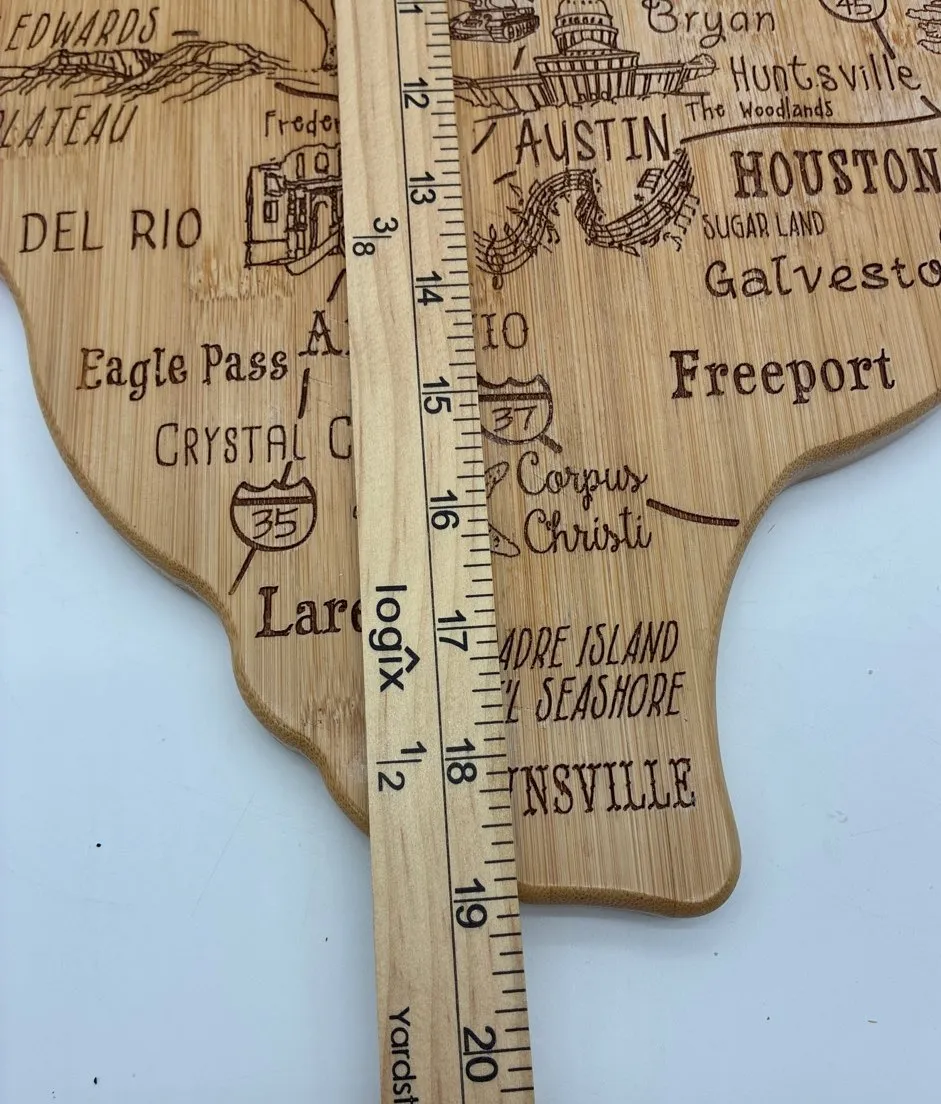 11
Bryan
45
EDWARDS
12
Huntsville
The Woodlands
PLATEAU
Freder
AUSTIN
13
HOUSTON
DEL RIO
3/8
SUGAR LAND
14
Galvesto
A
IO
Eagle Pass
15
37
Freeport
CRYSTAL C
Corpus
16
35
Christi
Lare
logix
17
ADRE ISLAND
'L SEASHORE
1/2
18
WNSVILLE
19
Yardst
20